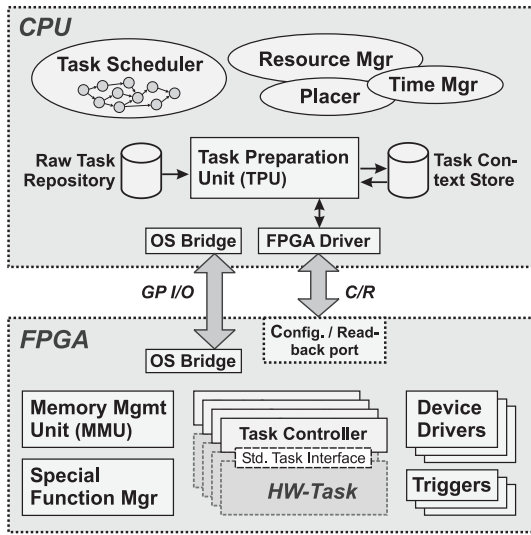 CPU
Task Scheduler
Resource Mgr
Time Mgr
Placer
Raw Task
Repository
Task Preparation
Unit (TPU)
Task Con-
text Store
OS Bridge
FPGA Driver
GP I/O
C/R
FPGA
Config. / Read-
back port
OS Bridge
Memory Mgmt
Unit (MMU)
Special
Function Mgr
Task Controller
Std. Task Interface
HW-Task
Device
Drivers
Triggers